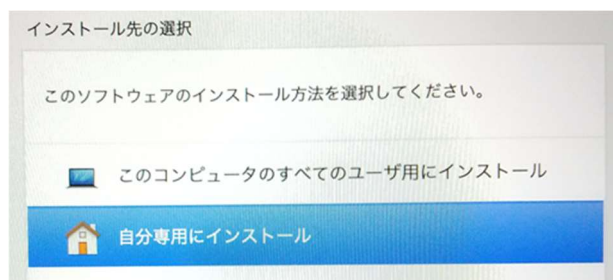 インストール先の選択
このソフトウェアのインストール方法を選択してください。
このコンピュータのすべてのユーザ用にインストール
自分専用にインストール